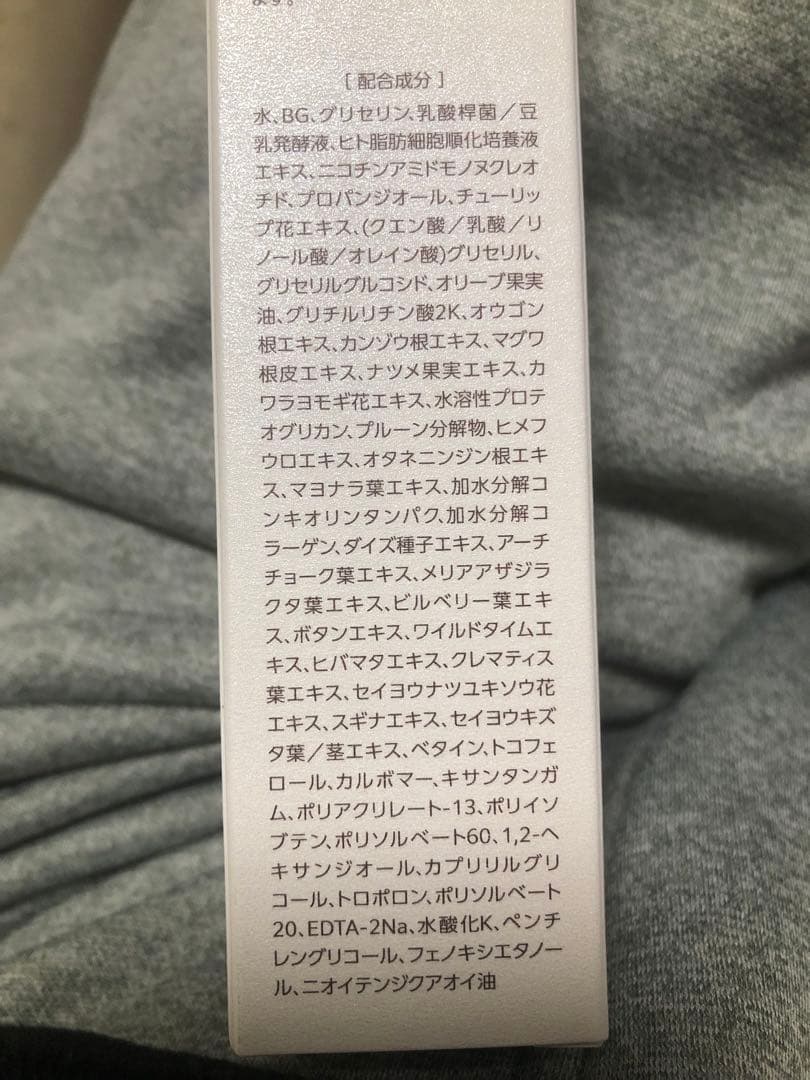 ます。
[ 配合成分 ]
水、BG、グリセリン、乳酸桿菌／豆
乳発酵液、ヒト脂肪細胞順化培養液
エキス、ニコチンアミドモノヌクレオ
チド、プロパンジオール、チューリッ
プ花エキス、(クエン酸／乳酸／リ
ノール酸／オレイン酸)グリセリル、
グリセリルグルコシド、オリーブ果実
油、グリチルリチン酸2K、オウゴン
根エキス、カンゾウ根エキス、マグワ
根皮エキス、ナツメ果実エキス、カ
ワラヨモギ花エキス、水溶性プロテ
オグリカン、プルーン分解物、ヒメフ
ウロエキス、オタネニンジン根エキ
ス、マヨナラ葉エキス、加水分解コ
ンキオリンタンパク、加水分解コ
ラーゲン、ダイズ種子エキス、アーチ
チョーク葉エキス、メリアアザジラ
クタ葉エキス、ビルベリー葉エキ
ス、ボタンエキス、ワイルドタイムエ
キス、ヒバマタエキス、クレマティス
葉エキス、セイヨウナツユキソウ花
エキス、スギナエキス、セイヨウキズ
タ葉／茎エキス、ベタイン、トコフェ
ロール、カルボマー、キサンタンガ
ム、ポリアクリレート-13、ポリイソ
ブテン、ポリソルベート60、1,2-ヘ
キサンジオール、カプリリルグリ
コール、トロポロン、ポリソルベート
20、EDTA-2Na、水酸化K、ペンチ
レングリコール、フェノキシエタノー
ル、ニオイテンジクアオイ油